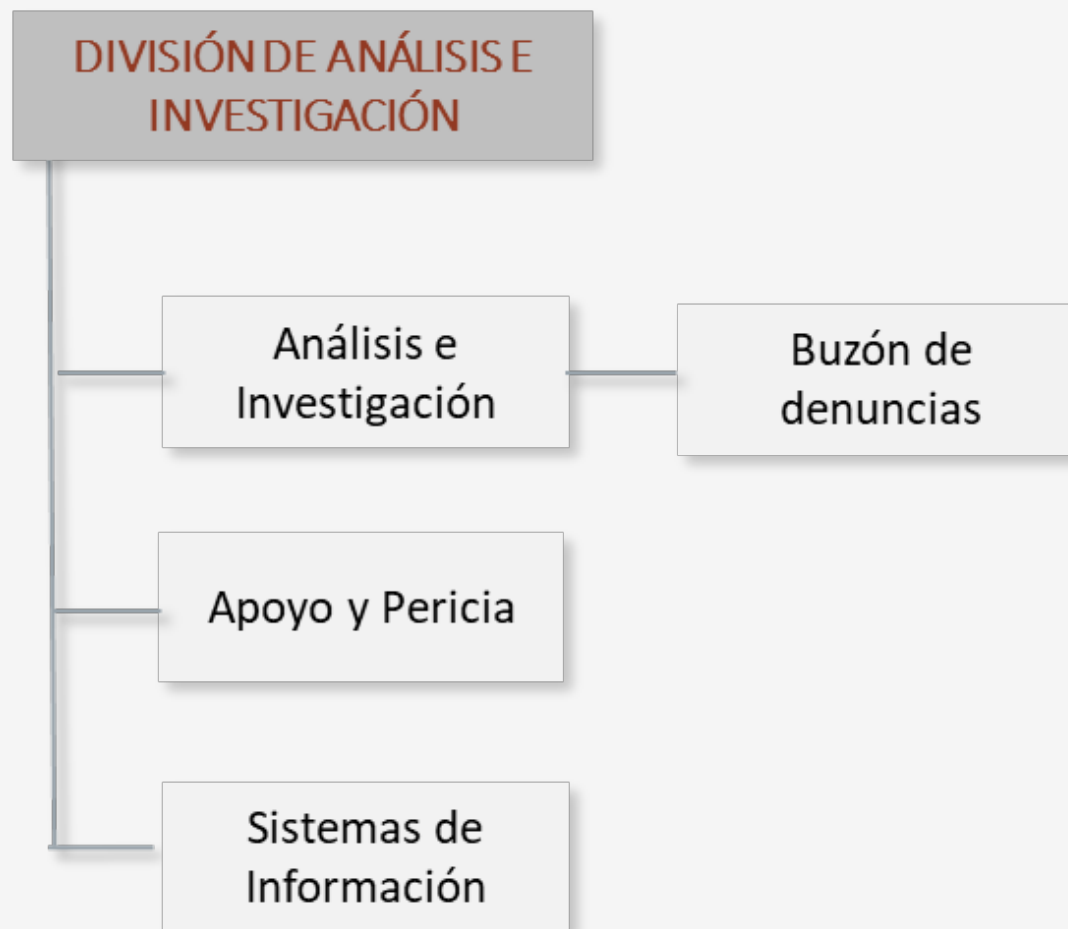 DIVISIÓN DE ANÁLISIS E
INVESTIGACIÓN
Análisis e
Investigación
Buzón de
denuncias
Apoyo y Pericia
Sistemas de
Información